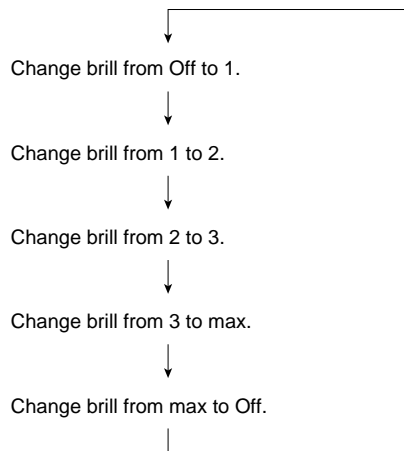 Change brill from Off to 1.
Change brill from 1 to 2.
Change brill from 2 to 3.
Change brill from 3 to max.
Change brill from max to Off.